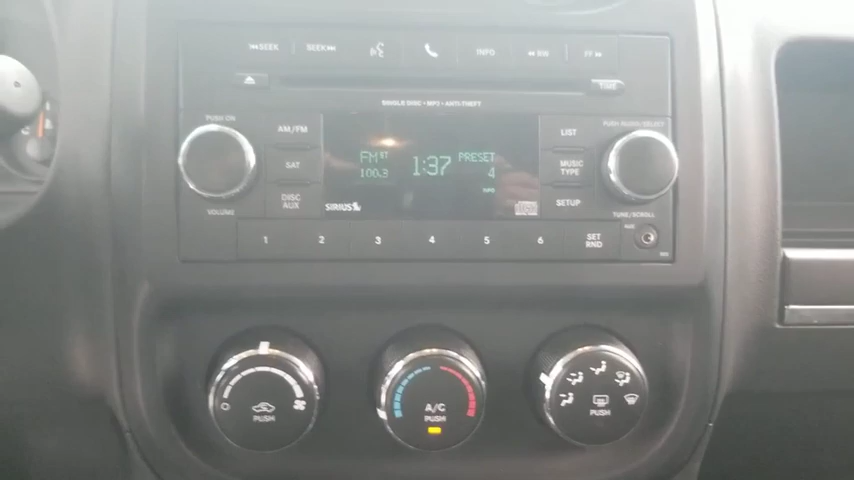 SEEK
SEEK
INFO
RW
FF
SINGLE DISC • MP3 • ANTI-THEFT
PUSH ON
VOLUME
AM/FM
SAT
DISC
AUX
FM ST
100.3
1:37
PRESET
4
SIRIUS
LIST
MUSIC
TYPE
SETUP
PUSH AUDIO/SELECT
TUNE/SCROLL
1
2
3
4
5
6
SET
RND
PUSH
A/C
PUSH
PUSH